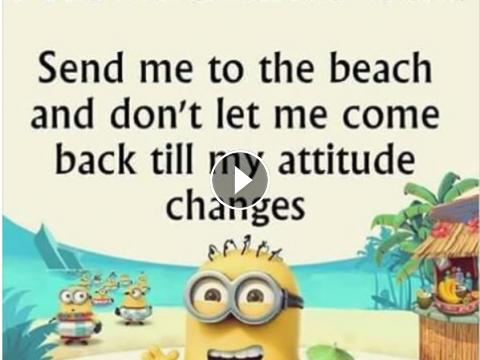 Send me to the beach
and don't let me come
back till my attitude
changes